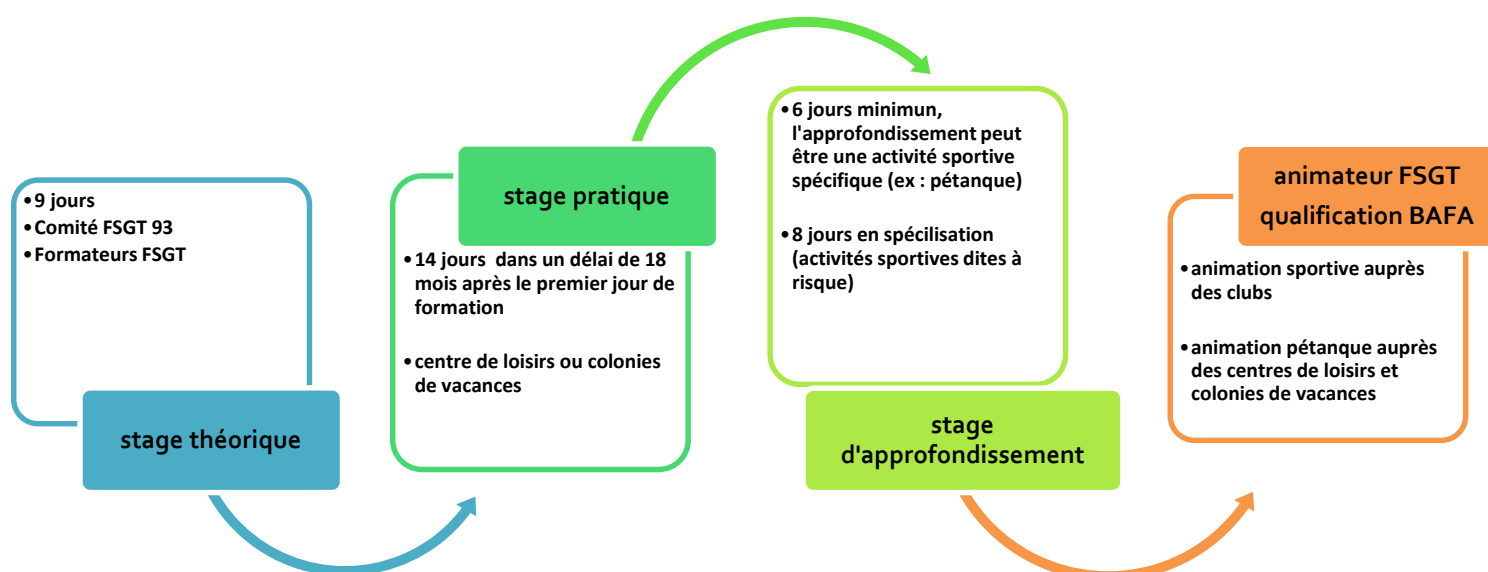 •9 jours
•Comité FSGT 93
•Formateurs FSGT
stage théorique
stage pratique
•14 jours dans un délai de 18
mois après le premier jour de
formation
•centre de loisirs ou colonies
de vacances
•6 jours minimun,
l'approfondissement peut
être une activité sportive
spécifique (ex : pétanque)
•8 jours en spécilisation
(activités sportives dites à
risque)
stage
d'approfondissement
animateur FSGT
qualification BAFA
•animation sportive auprès
des clubs
•animation pétanque auprès
des centres de loisirs et
colonies de vacances